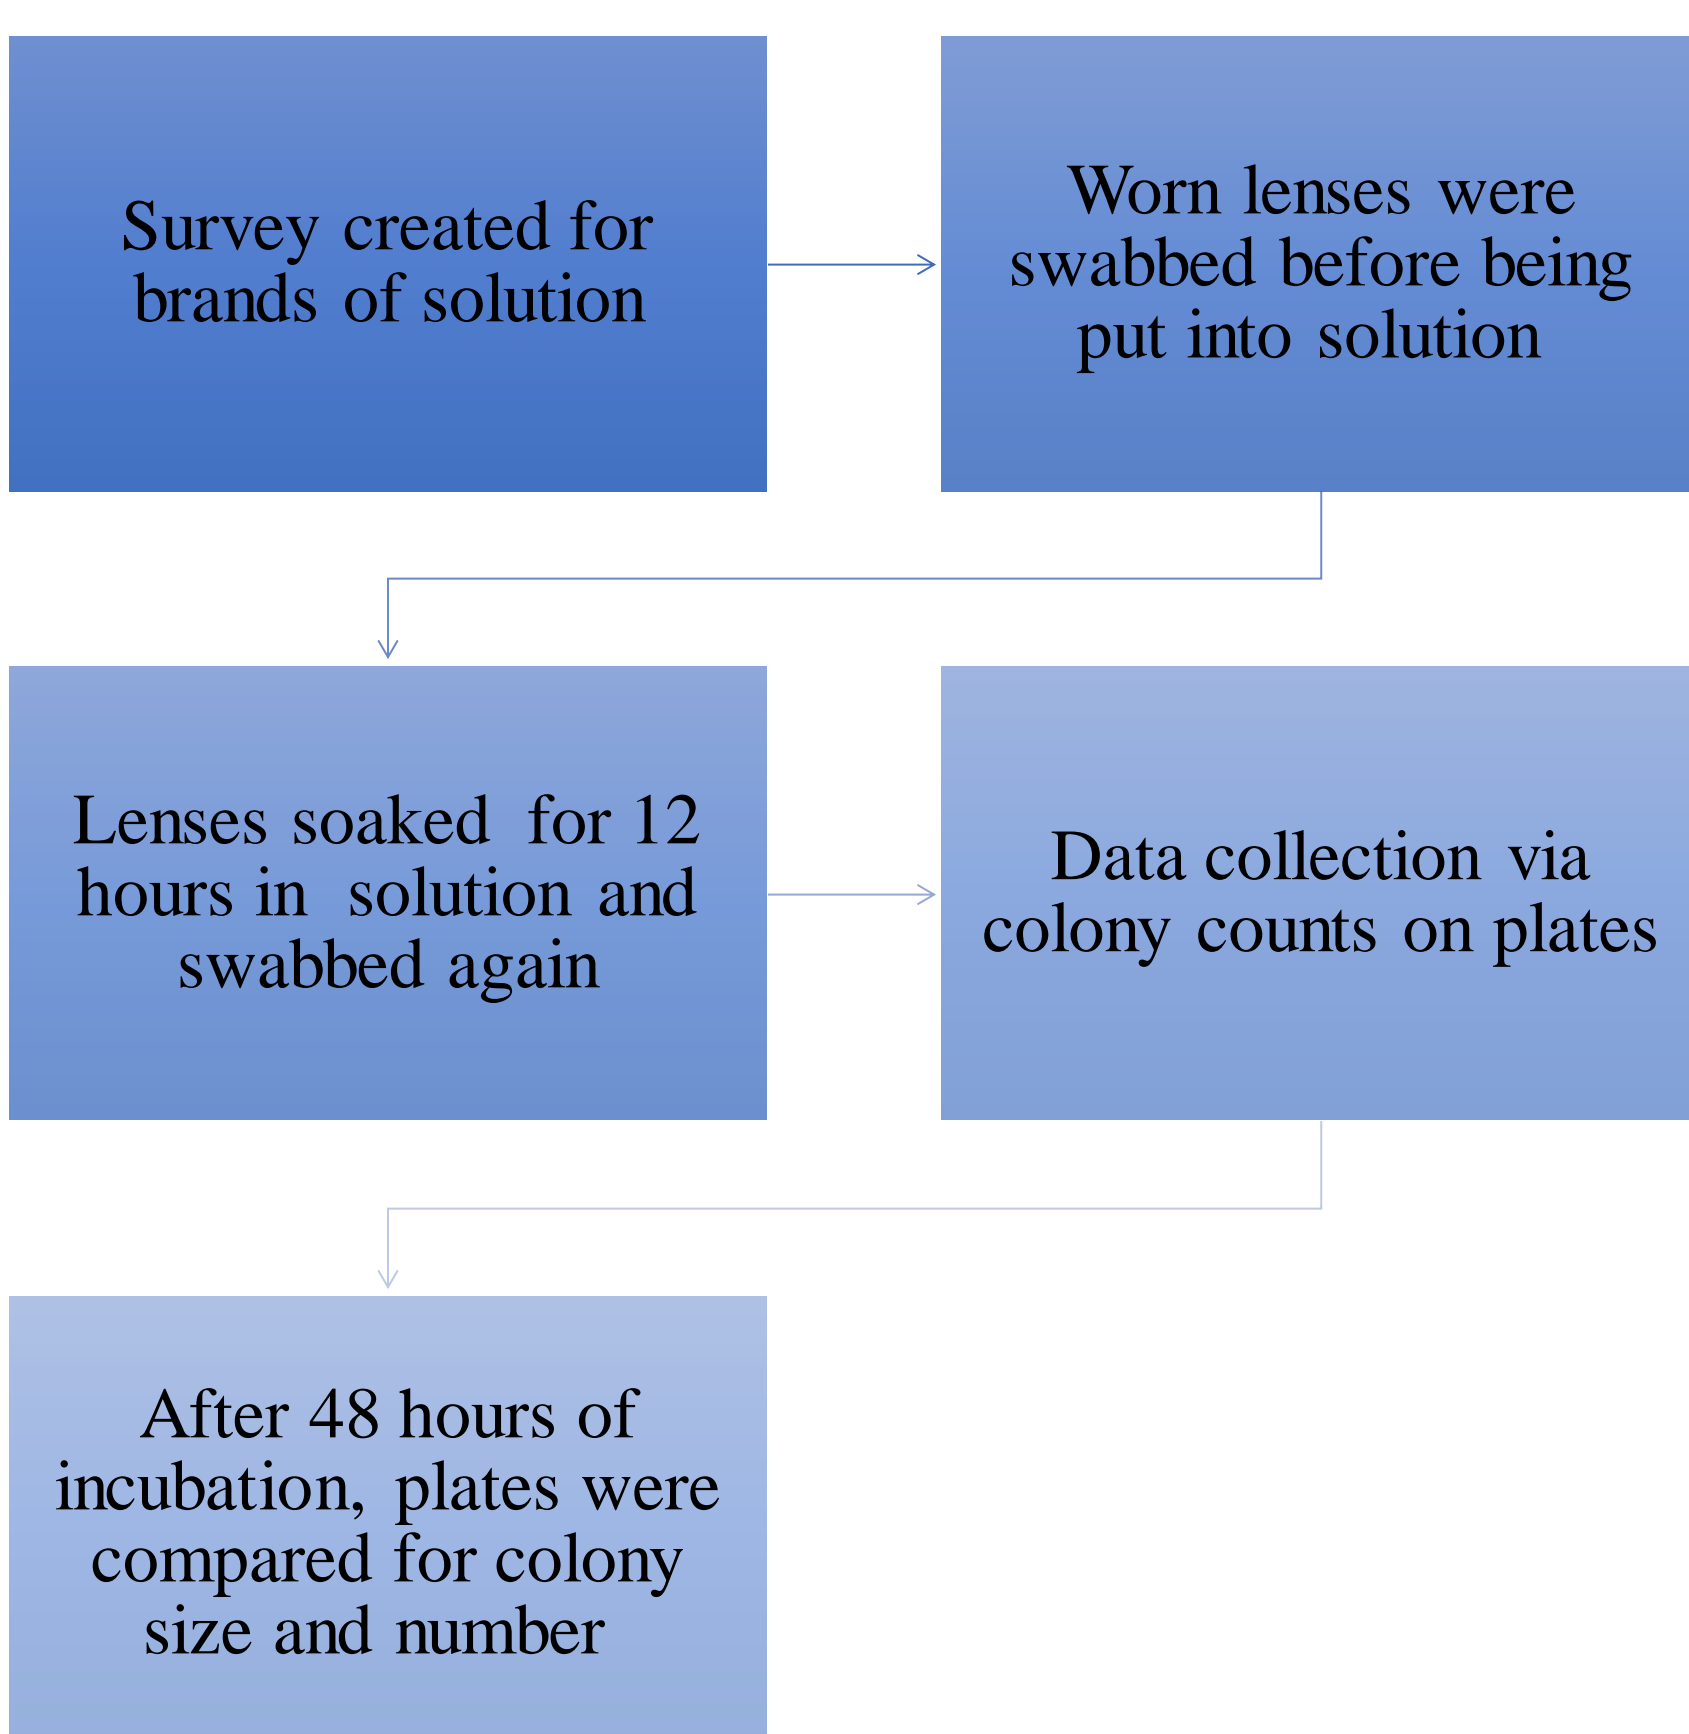 Survey created for
brands of solution
Worn lenses were
swabbed before being
put into solution
Lenses soaked for 12
hours in solution and
swabbed again
Data collection via
colony counts on plates
After 48 hours of
incubation, plates were
compared for colony
size and number